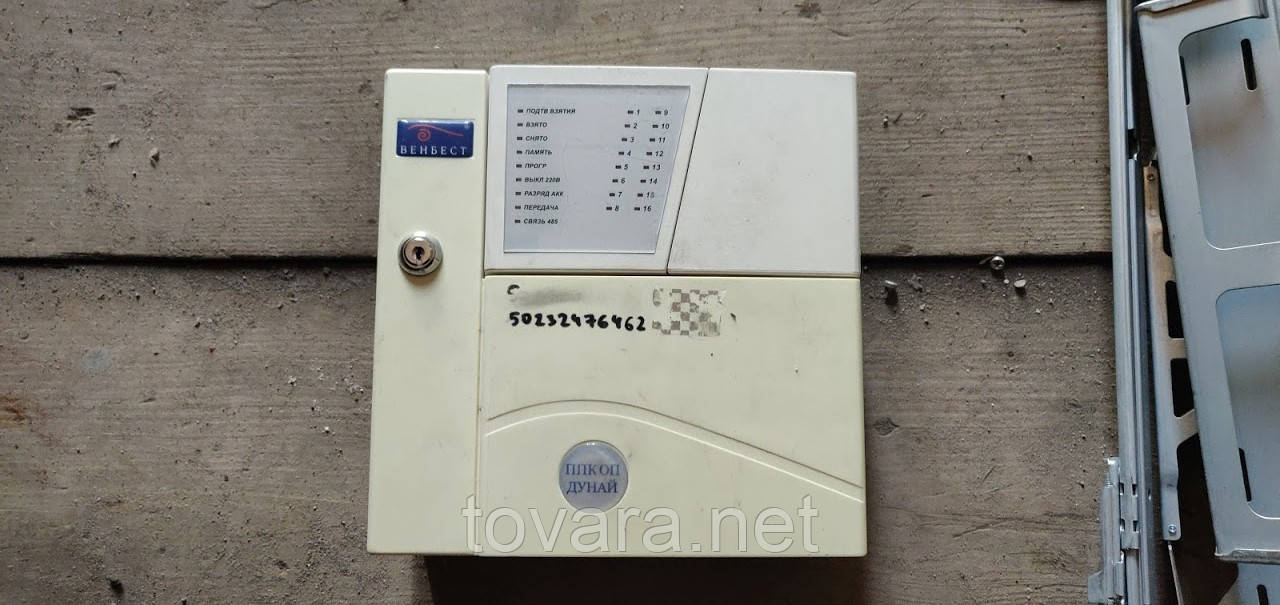 ВЕНБЕСТ
ПОДТВ ВЗЯТИЯ 1 9
ВЗЯТО 2 10
СНЯТО 3 11
ПАМЯТЬ 4 12
ПРОГР 5 13
ВЫКЛ 220В 6 14
РАЗРЯД АКК 7 15
ПЕРЕДАЧА 8 16
СВЯЗЬ 485
50232476462
ППКОП
ДУНАЙ
tovara.net